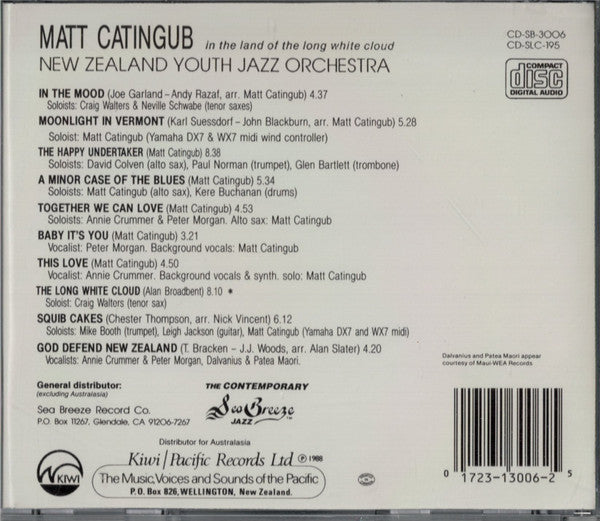 MATT CATINGUB in the land of the long white cloud
NEW ZEALAND YOUTH JAZZ ORCHESTRA
CD-SB-3006
CD-SLC-195
COMPACT
disc
DIGITAL AUDIO
IN THE MOOD (Joe Garland - Andy Razaf, arr. Matt Catingub) 4.37
Soloists: Craig Walters & Neville Schwabe (tenor saxes)
MOONLIGHT IN VERMONT (Karl Suessdorf - John Blackburn, arr. Matt Catingub) 5.28
Soloist: Matt Catingub (Yamaha DX7 & WX7 midi wind controller)
THE HAPPY UNDERTAKER (Matt Catingub) 8.38
Soloists: David Colven (alto sax), Paul Norman (trumpet), Glen Bartlett (trombone)
A MINOR CASE OF THE BLUES (Matt Catingub) 5.34
Soloists: Matt Catingub (alto sax), Kere Buchanan (drums)
TOGETHER WE CAN LOVE (Matt Catingub) 4.53
Soloists: Annie Crummer & Peter Morgan. Alto sax: Matt Catingub
BABY IT'S YOU (Matt Catingub) 3.21
Vocalist: Peter Morgan. Background vocals: Matt Catingub
THIS LOVE (Matt Catingub) 4.50
Vocalist: Annie Crummer. Background vocals & synth. solo: Matt Catingub
THE LONG WHITE CLOUD (Alan Broadbent) 8.10 *
Soloist: Craig Walters (tenor sax)
SQUIB CAKES (Chester Thompson, arr. Nick Vincent) 6.12
Soloists: Mike Booth (trumpet), Leigh Jackson (guitar), Matt Catingub (Yamaha DX7 and WX7 midi)
GOD DEFEND NEW ZEALAND (T. Bracken - J.J. Woods, arr. Alan Slater) 4.20
Vocalists: Annie Crummer & Peter Morgan, Dalvanius & Patea Maori.
Dalvanius and Patea Maori appear
courtesy of Maui-WEA Records
General distributor:
(excluding Australasia)
Sea Breeze Record Co.
P.O. Box 11267, Glendale, CA 91206-7267
THE CONTEMPORARY
Sea Breeze
JAZZ
TM
Distributor for Australasia
KIWI
Kiwi/Pacific Records Ltd ℗ 1988
The Music, Voices and Sounds of the Pacific
P.O. Box 826, WELLINGTON, New Zealand.
0 1723-13006-2 5